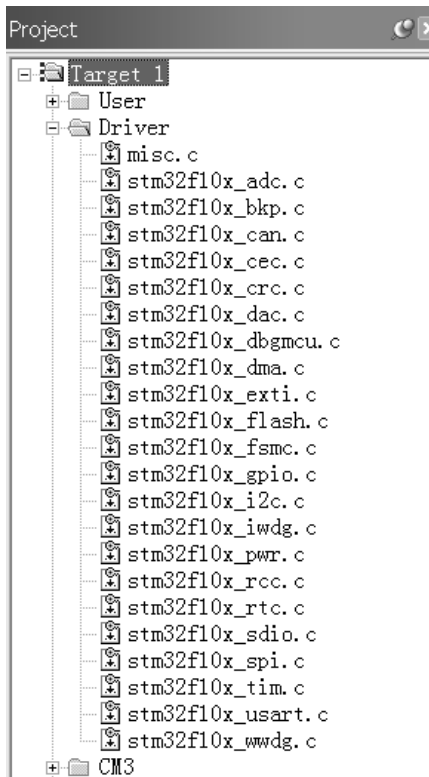 Project
Target 1
User
Driver
misc.c
stm32f10x_adc.c
stm32f10x_bkp.c
stm32f10x_can.c
stm32f10x_cec.c
stm32f10x_crc.c
stm32f10x_dac.c
stm32f10x_dbgmcu.c
stm32f10x_dma.c
stm32f10x_exti.c
stm32f10x_flash.c
stm32f10x_fsmc.c
stm32f10x_gpio.c
stm32f10x_i2c.c
stm32f10x_iwdg.c
stm32f10x_pwr.c
stm32f10x_rcc.c
stm32f10x_rtc.c
stm32f10x_sdio.c
stm32f10x_spi.c
stm32f10x_tim.c
stm32f10x_usart.c
stm32f10x_wwdg.c
CM3